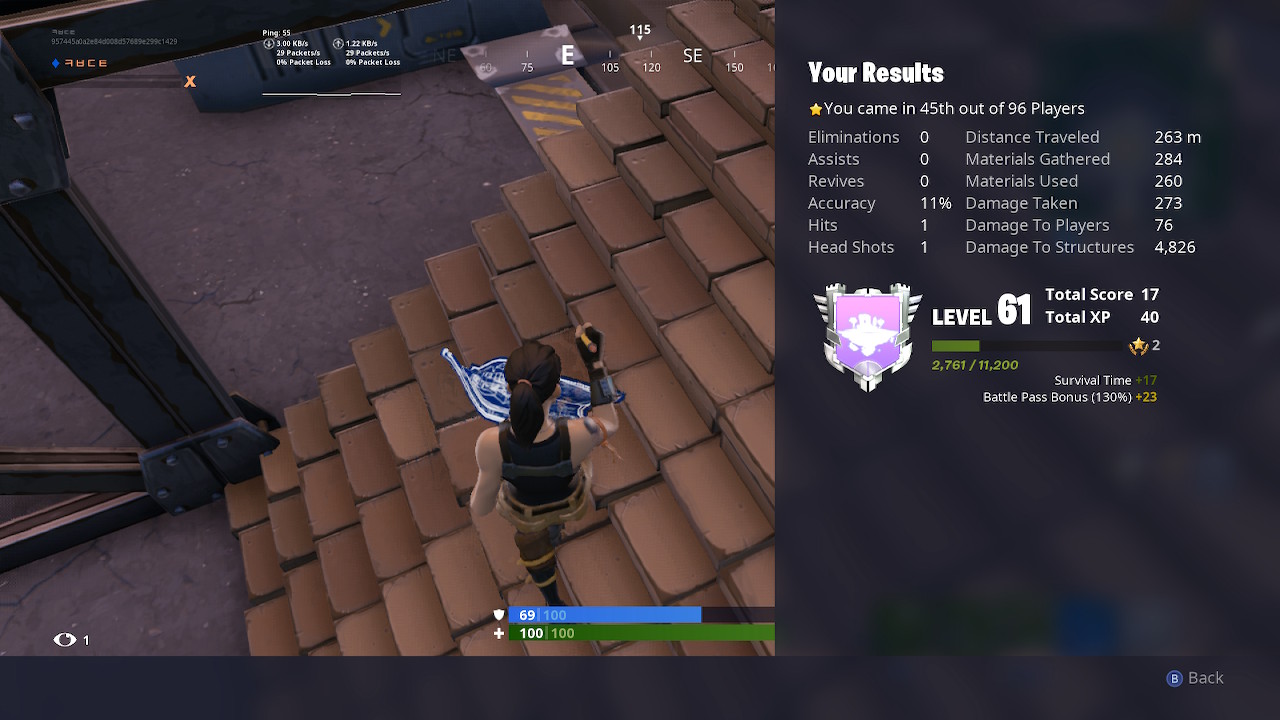 957445a0a2e84d008d57689e299c1429
Ping: 55
3.00 KB/s 1.22 KB/s
29 Packets/s 29 Packets/s
0% Packet Loss 0% Packet Loss
X
115
NE E SE
60 75 105 120 150
Your Results
You came in 45th out of 96 Players
Eliminations 0 Distance Traveled 263 m
Assists 0 Materials Gathered 284
Revives 0 Materials Used 260
Accuracy 11% Damage Taken 273
Hits 1 Damage To Players 76
Head Shots 1 Damage To Structures 4,826
LEVEL 61
Total Score 17
Total XP 40
2
2,761 / 11,200
Survival Time +17
Battle Pass Bonus (130%) +23
69 | 100
100 | 100
1
B Back